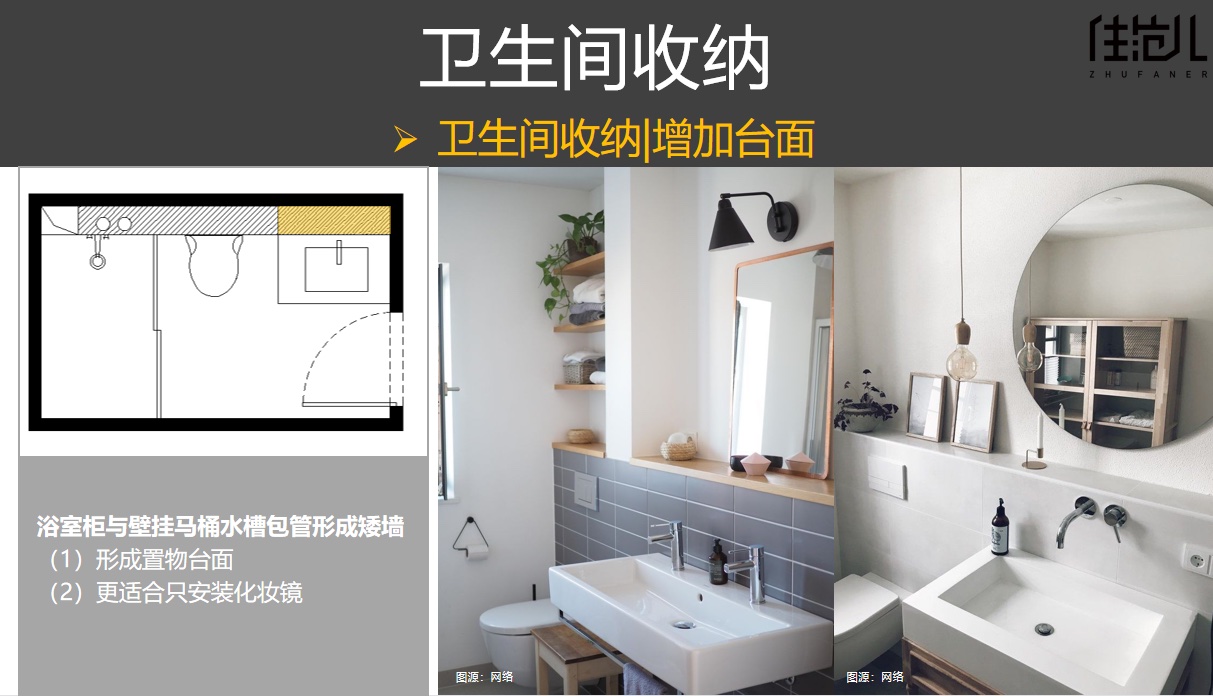 卫生间收纳
住范儿
ZHUFANER
➢ 卫生间收纳|增加台面
浴室柜与壁挂马桶水槽包管形成矮墙
（1）形成置物台面
（2）更适合只安装化妆镜
图源：网络
图源：网络